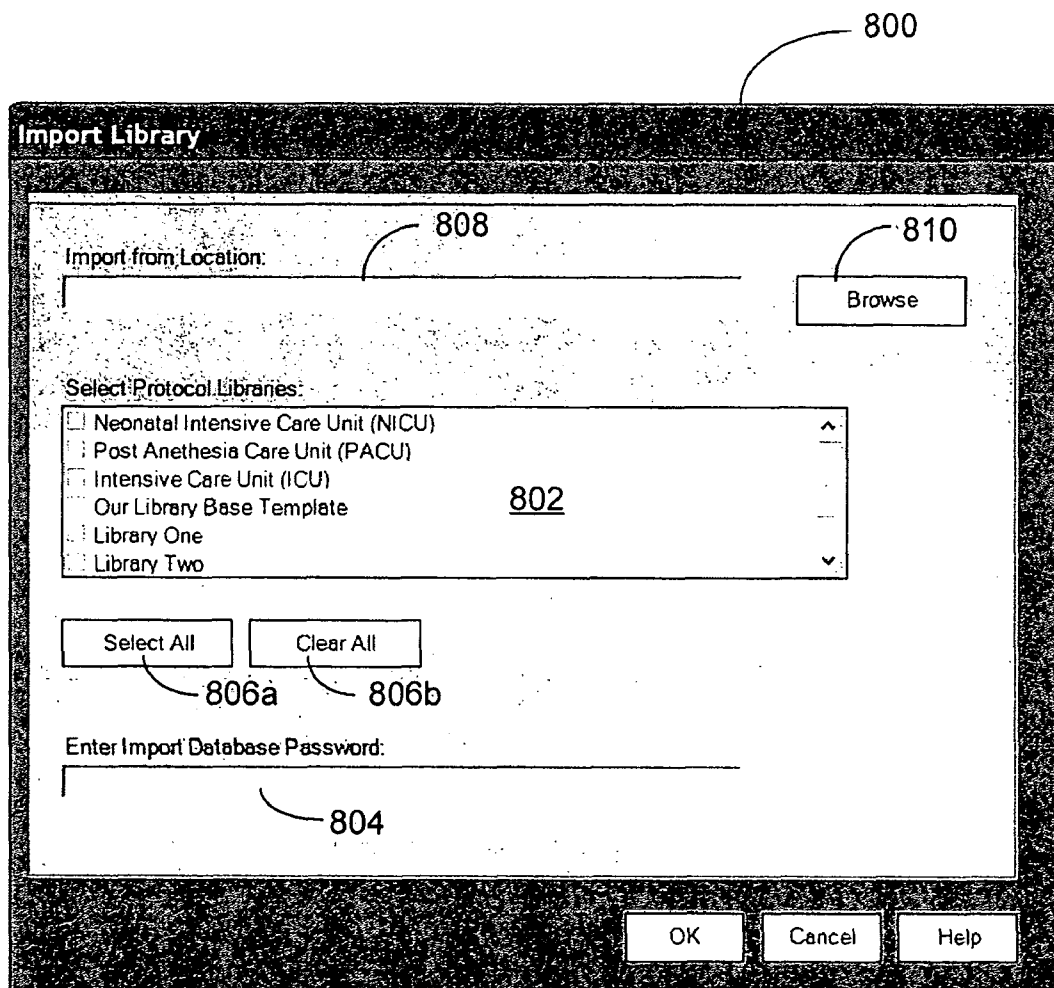 800
Import Library
808
810
Import from Location:
Browse
Select Protocol Libraries:
Neonatal Intensive Care Unit (NICU)
Post Anethesia Care Unit (PACU)
Intensive Care Unit (ICU)
Our Library Base Template
802
Library One
Library Two
Select All
Clear All
806a
806b
Enter Import Database Password:
804
OK
Cancel
Help